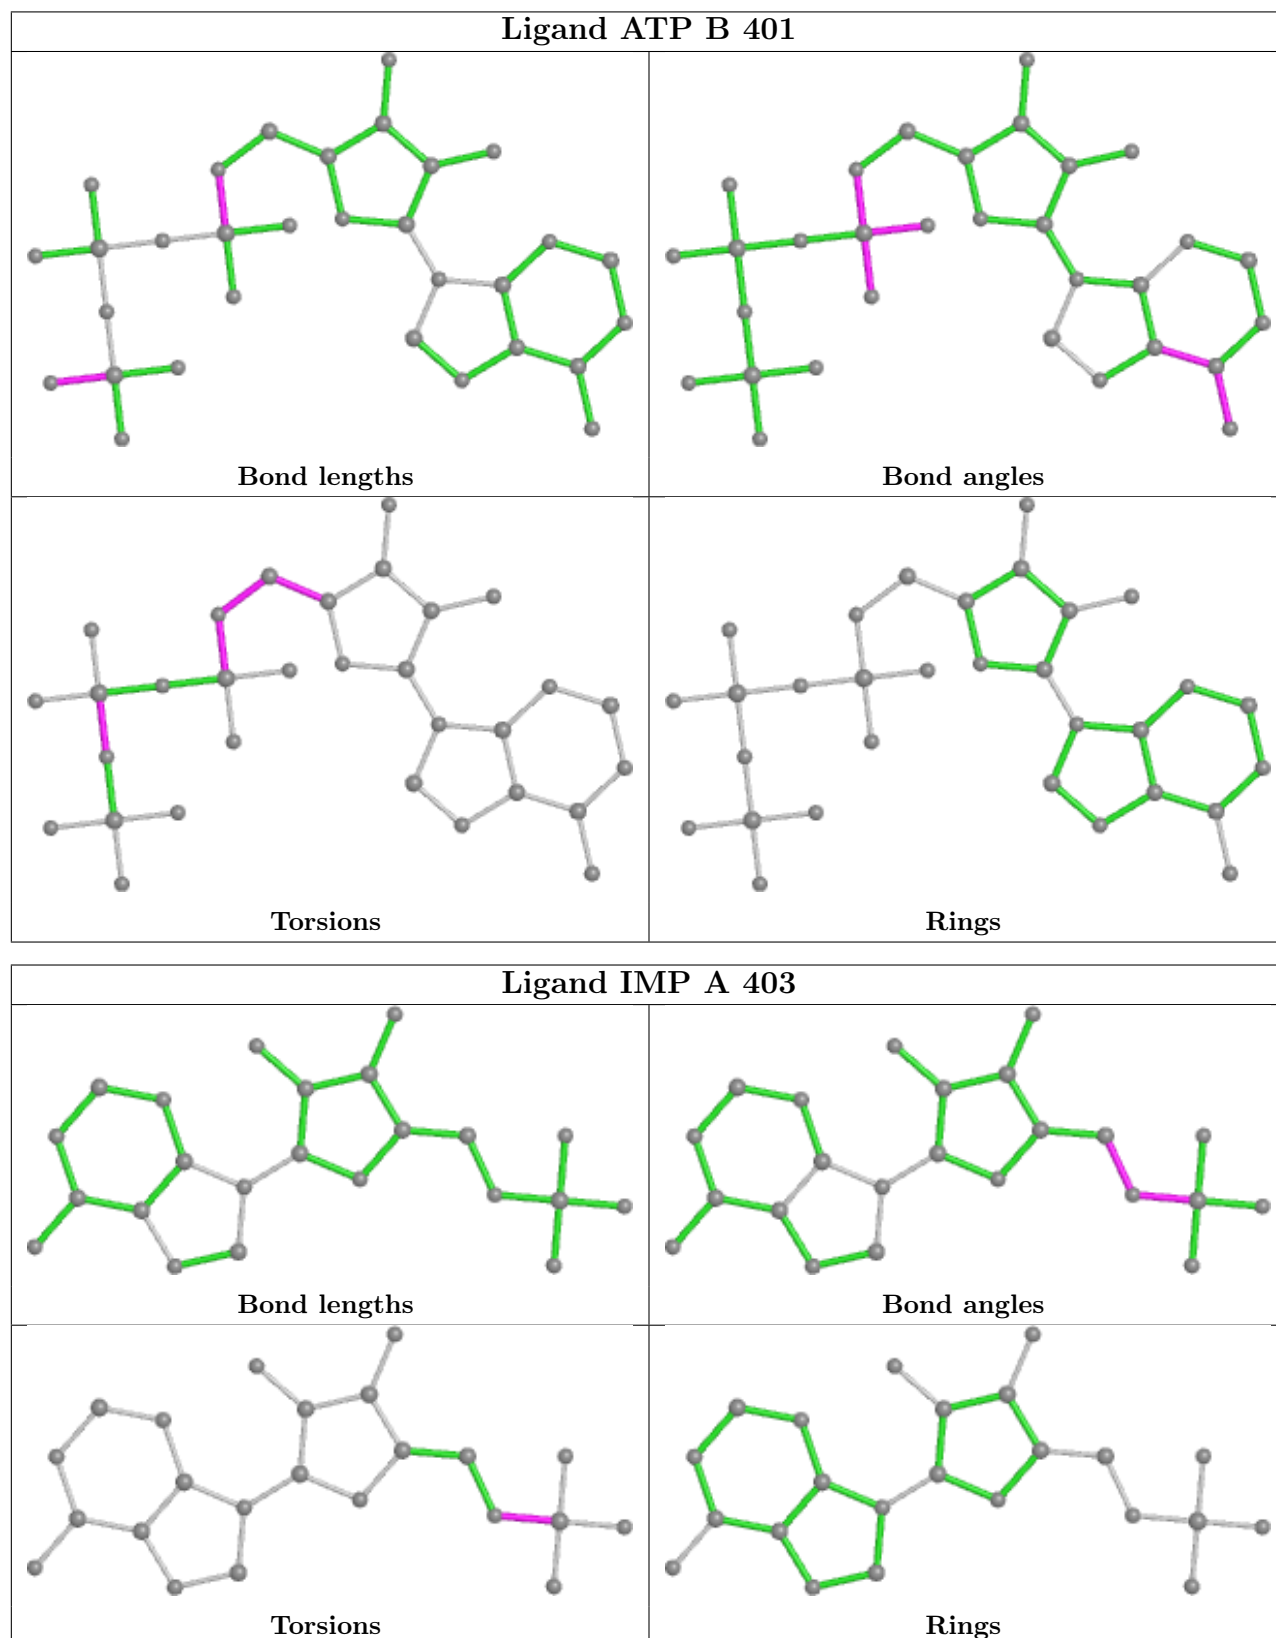 Ligand ATP B 401
Bond lengths
Bond angles
Torsions
Rings
Ligand IMP A 403
Bond lengths
Bond angles
Torsions
Rings